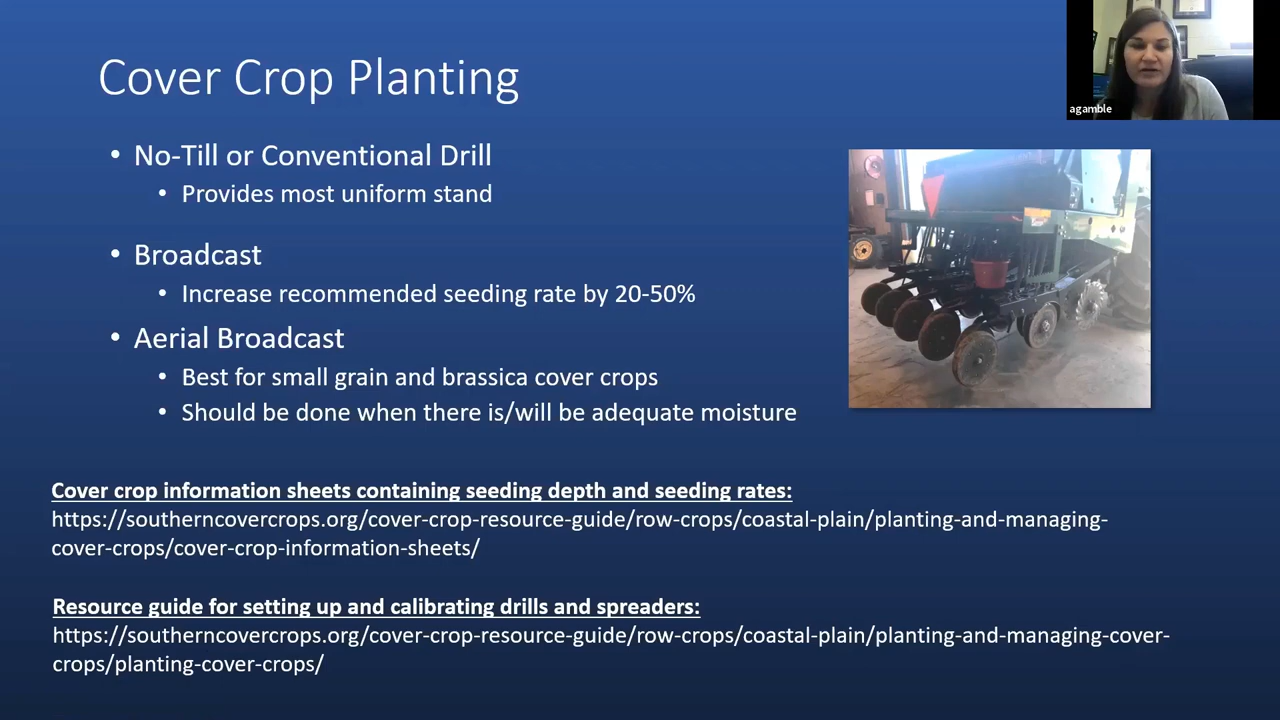 Cover Crop Planting
agamble
• No-Till or Conventional Drill
• Provides most uniform stand
• Broadcast
• Increase recommended seeding rate by 20-50%
• Aerial Broadcast
• Best for small grain and brassica cover crops
• Should be done when there is/will be adequate moisture
Cover crop information sheets containing seeding depth and seeding rates:
https://southerncovercrops.org/cover-crop-resource-guide/row-crops/coastal-plain/planting-and-managing-
cover-crops/cover-crop-information-sheets/
Resource guide for setting up and calibrating drills and spreaders:
https://southerncovercrops.org/cover-crop-resource-guide/row-crops/coastal-plain/planting-and-managing-cover-
crops/planting-cover-crops/